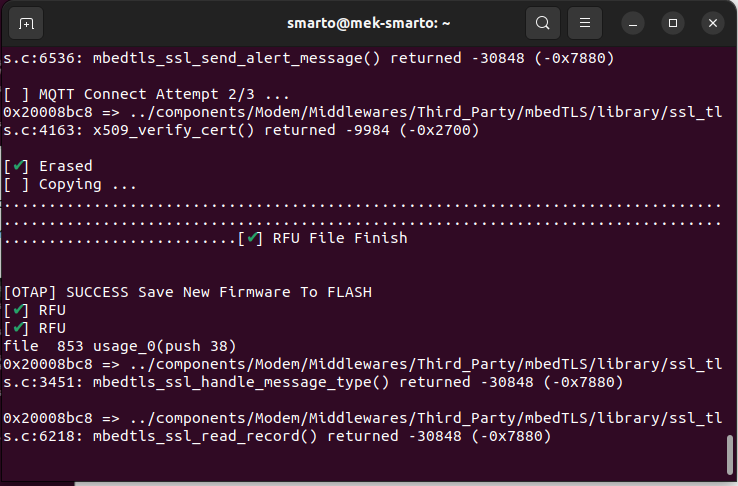 smarto@mek-smarto: ~
s.c:6536: mbedtls_ssl_send_alert_message() returned -30848 (-0x7880)
[ ] MQTT Connect Attempt 2/3 ...
0x20008bc8 => ../components/Modem/Middlewares/Third_Party/mbedTLS/library/ssl_tl
s.c:4163: x509_verify_cert() returned -9984 (-0x2700)
[✔] Erased
[ ] Copying ...
................................................................................
................................................................................
..........................[✔] RFU File Finish
[OTAP] SUCCESS Save New Firmware To FLASH
[✔] RFU
[✔] RFU
file  853 usage_0(push 38)
0x20008bc8 => ../components/Modem/Middlewares/Third_Party/mbedTLS/library/ssl_tl
s.c:3451: mbedtls_ssl_handle_message_type() returned -30848 (-0x7880)
0x20008bc8 => ../components/Modem/Middlewares/Third_Party/mbedTLS/library/ssl_tl
s.c:6218: mbedtls_ssl_read_record() returned -30848 (-0x7880)